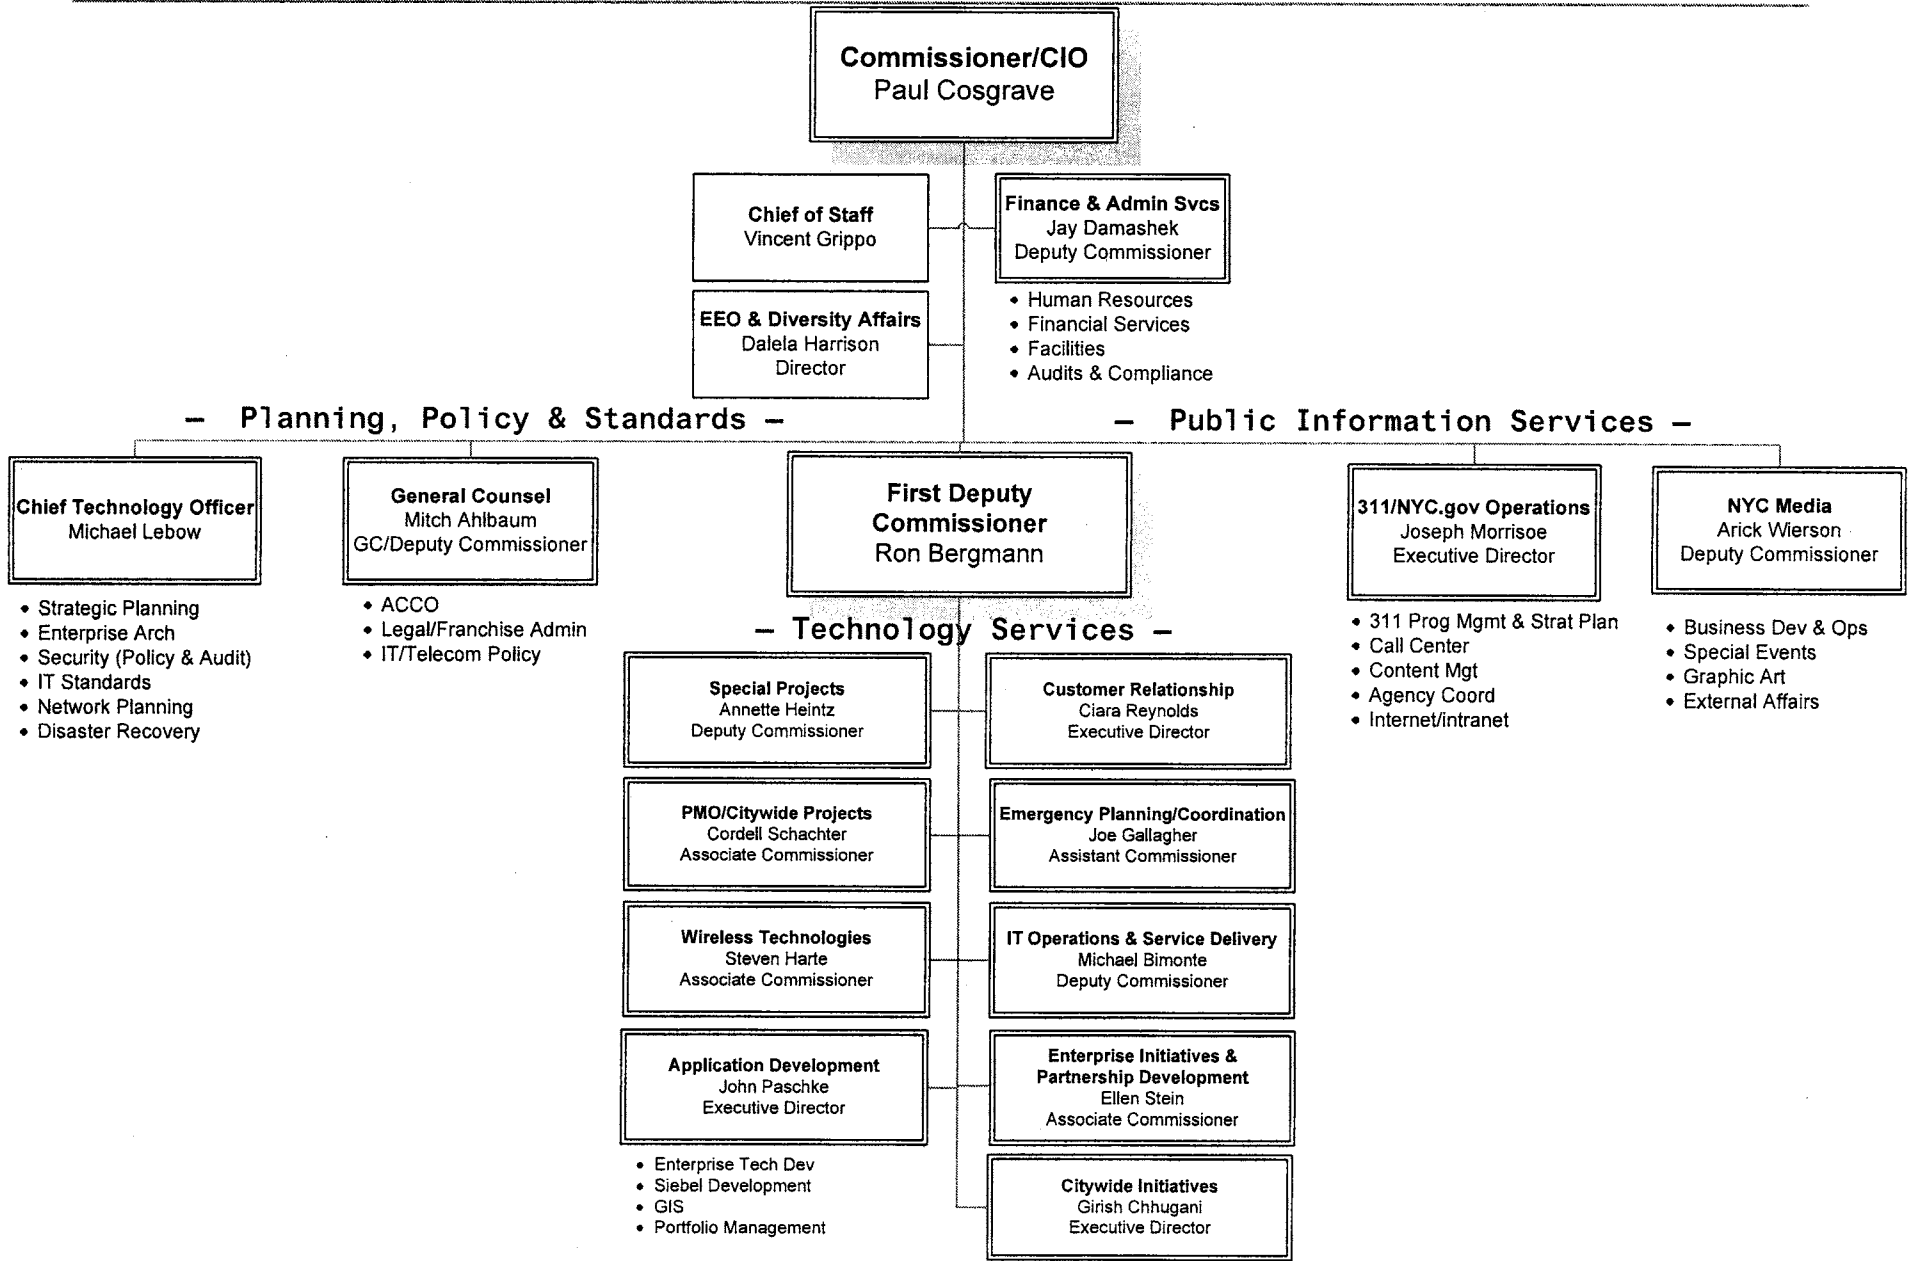 Commissioner/CIO
Paul Cosgrave
Chief of Staff
Vincent Grippo
Finance & Admin Svcs
Jay Damashek
Deputy Commissioner
• Human Resources
• Financial Services
• Facilities
• Audits & Compliance
EEO & Diversity Affairs
Dalela Harrison
Director
— Planning, Policy & Standards —
— Public Information Services —
Chief Technology Officer
Michael Lebow
• Strategic Planning
• Enterprise Arch
• Security (Policy & Audit)
• IT Standards
• Network Planning
• Disaster Recovery
General Counsel
Mitch Ahlbaum
GC/Deputy Commissioner
• ACCO
• Legal/Franchise Admin
• IT/Telecom Policy
First Deputy
Commissioner
Ron Bergmann
311/NYC.gov Operations
Joseph Morrisoe
Executive Director
• 311 Prog Mgmt & Strat Plan
• Call Center
• Content Mgt
• Agency Coord
• Internet/intranet
NYC Media
Arick Wierson
Deputy Commissioner
• Business Dev & Ops
• Special Events
• Graphic Art
• External Affairs
— Technology Services —
Special Projects
Annette Heintz
Deputy Commissioner
Customer Relationship
Ciara Reynolds
Executive Director
PMO/Citywide Projects
Cordell Schachter
Associate Commissioner
Emergency Planning/Coordination
Joe Gallagher
Assistant Commissioner
Wireless Technologies
Steven Harte
Associate Commissioner
IT Operations & Service Delivery
Michael Bimonte
Deputy Commissioner
Application Development
John Paschke
Executive Director
• Enterprise Tech Dev
• Siebel Development
• GIS
• Portfolio Management
Enterprise Initiatives &
Partnership Development
Ellen Stein
Associate Commissioner
Citywide Initiatives
Girish Chhugani
Executive Director